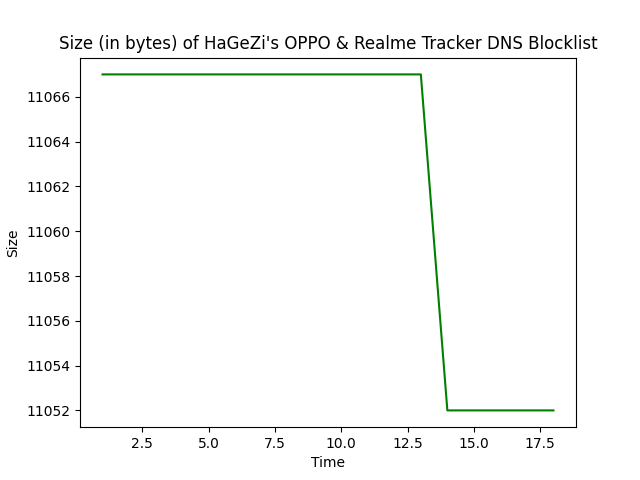 Size (in bytes) of HaGeZi's OPPO & Realme Tracker DNS Blocklist
11066
11064
11062
11060
11058
11056
11054
11052
Size
2.5 5.0 7.5 10.0 12.5 15.0 17.5
Time